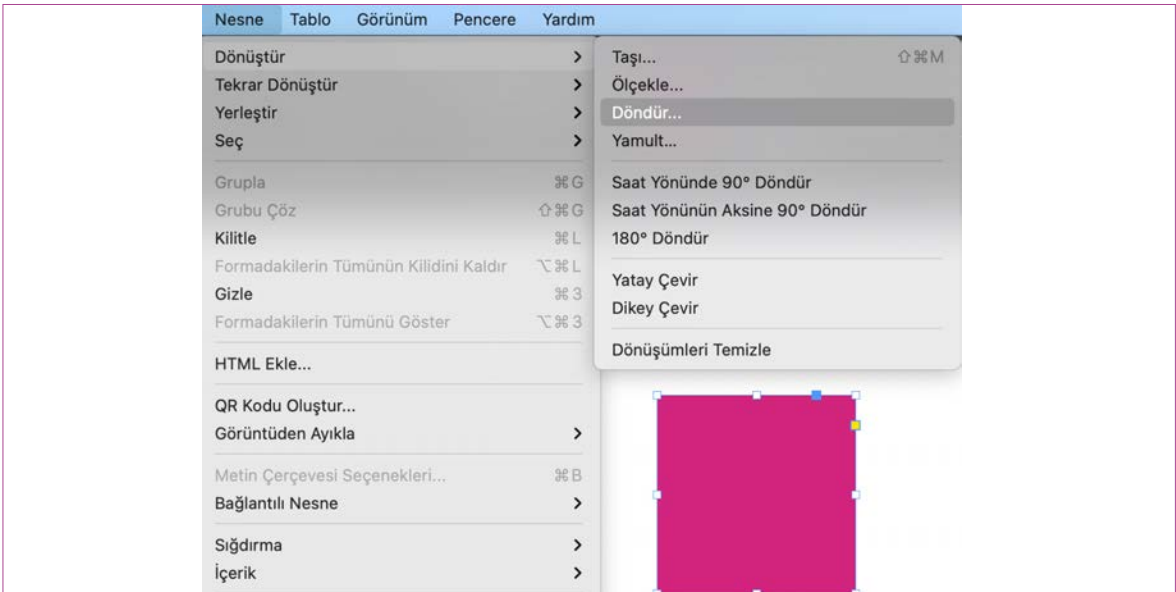 Nesne Tablo Görünüm Pencere Yardım
Dönüştür
Tekrar Dönüştür
Yerleştir
Seç
Grupla ⌘G
Grubu Çöz ⇧⌘G
Kilitle ⌘L
Formadakilerin Tümünün Kilidini Kaldır ⌥⌘L
Gizle ⌘3
Formadakilerin Tümünü Göster ⌥⌘3
HTML Ekle...
QR Kodu Oluştur...
Görüntüden Ayıkla
Metin Çerçevesi Seçenekleri... ⌘B
Bağlantılı Nesne
Sığdırma
İçerik
Taşı... ⇧⌘M
Ölçekle...
Döndür...
Yamult...
Saat Yönünde 90° Döndür
Saat Yönünün Aksine 90° Döndür
180° Döndür
Yatay Çevir
Dikey Çevir
Dönüşümleri Temizle